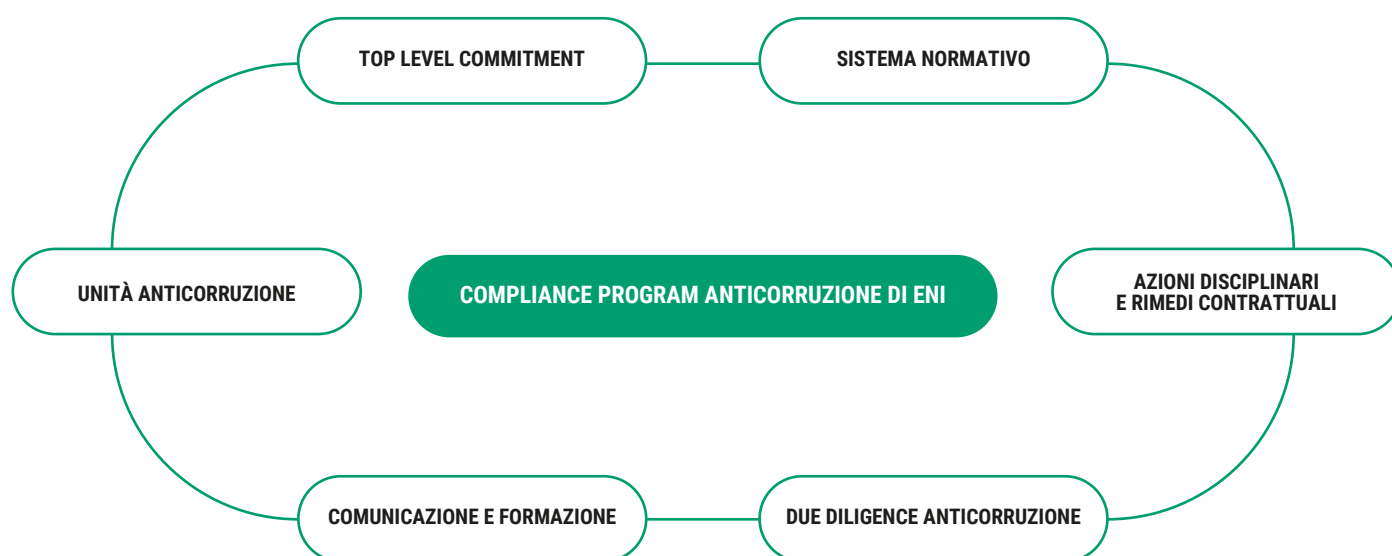 TOP LEVEL COMMITMENT
SISTEMA NORMATIVO
UNITÀ ANTICORRUZIONE
COMPLIANCE PROGRAM ANTICORRUZIONE DI ENI
AZIONI DISCIPLINARI
E RIMEDI CONTRATTUALI
COMUNICAZIONE E FORMAZIONE
DUE DILIGENCE ANTICORRUZIONE